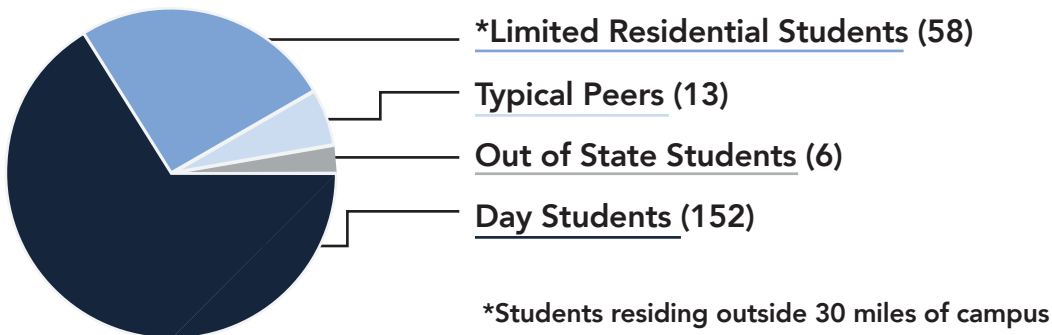 *Limited Residential Students (58)
Typical Peers (13)
Out of State Students (6)
Day Students (152)
*Students residing outside 30 miles of campus